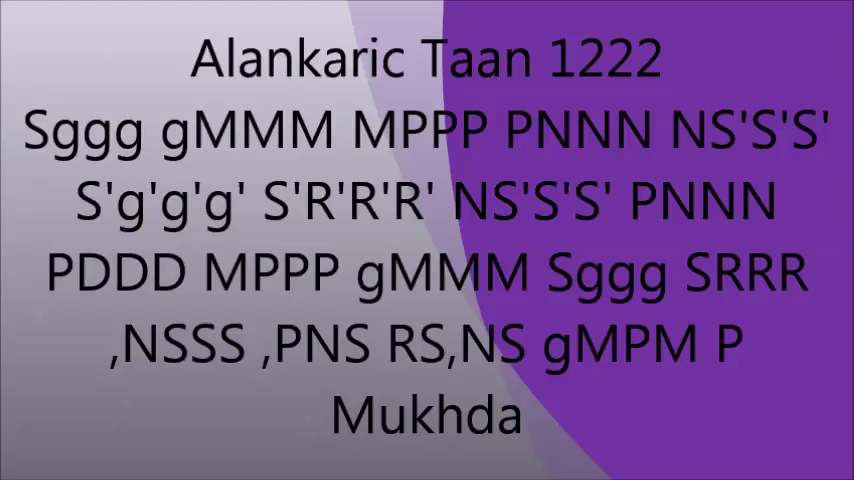 Alankaric Taan 1222
Sggg gMMM MPPP PNNN NS'S'S'
S'g'g'g' S'R'R'R' NS'S'S' PNNN
PDDD MPPP gMMM Sggg SRRR
,NSSS ,PNS RS,NS gMPM P
Mukhda